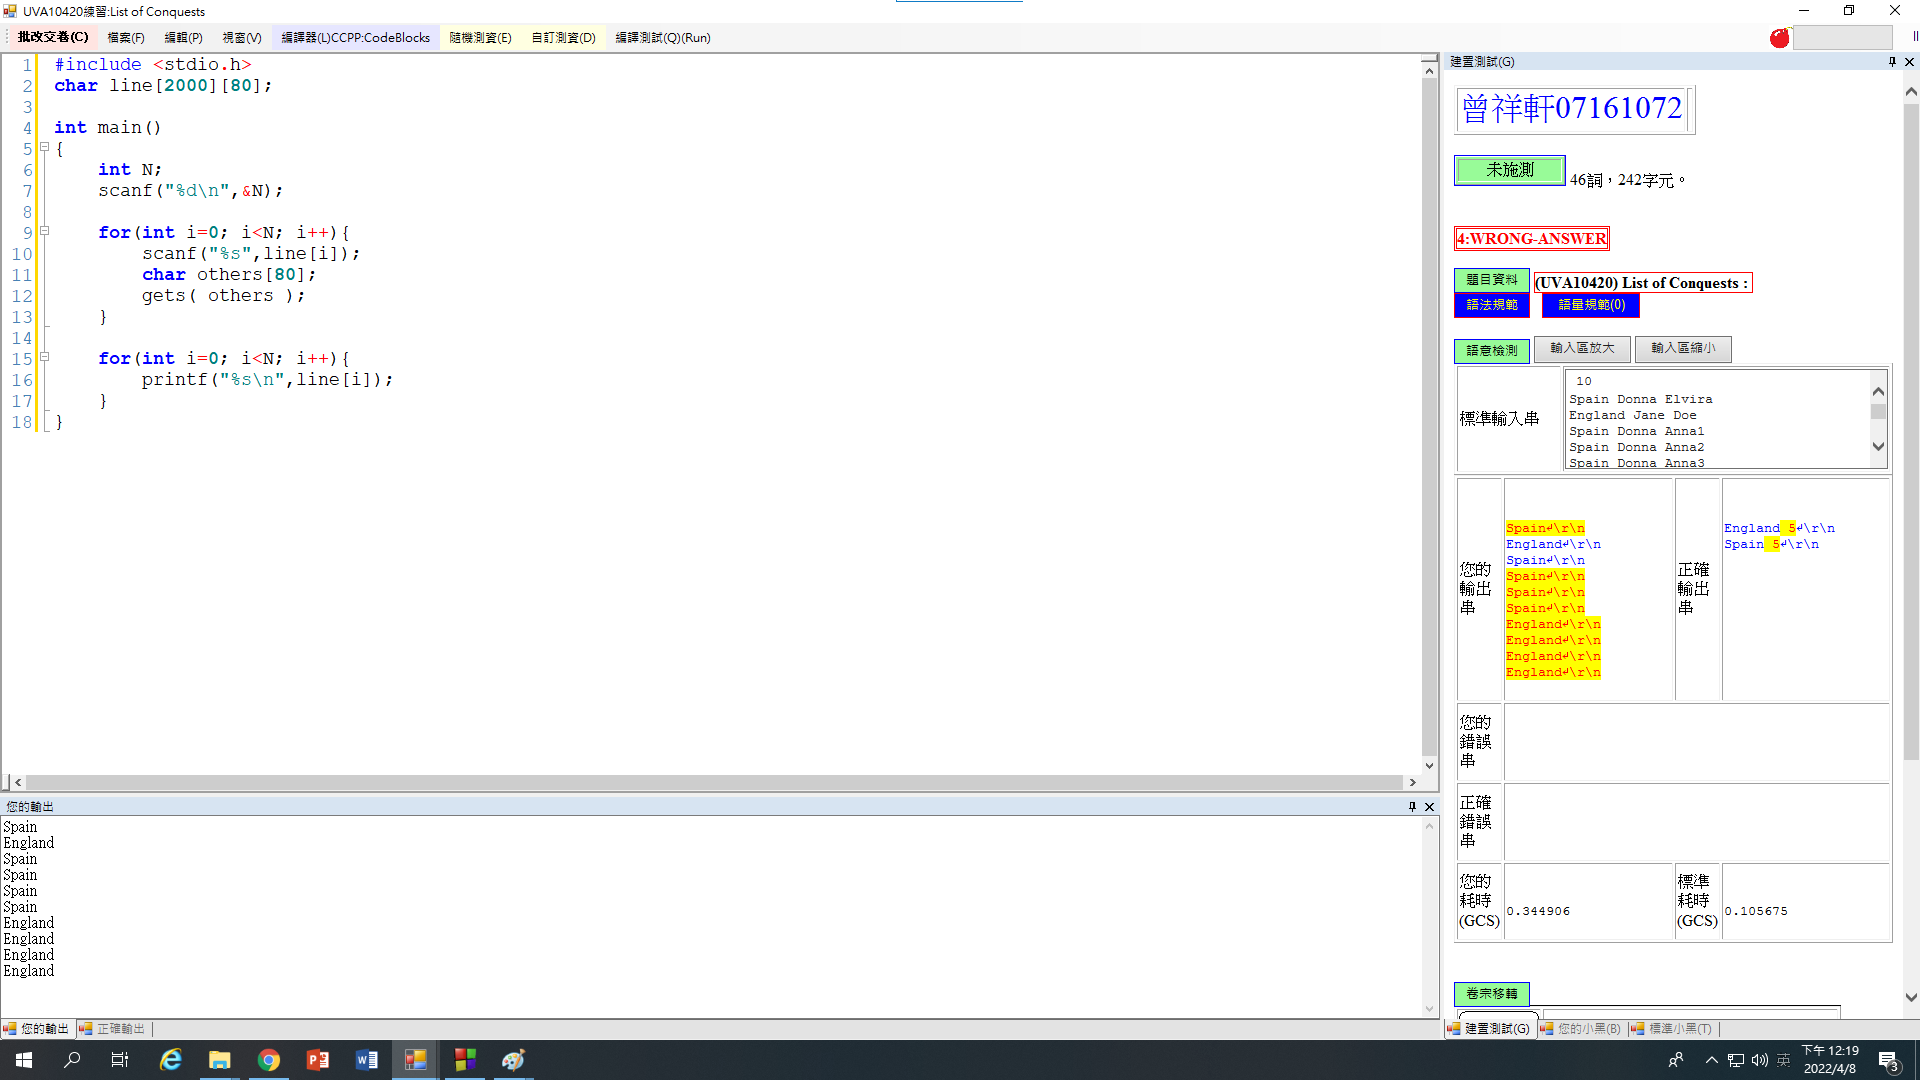 UVA10420練習:List of Conquests
批改交卷(C) 檔案(F) 編輯(P) 視窗(V) 編譯器(L)CCPP:CodeBlocks 隨機測資(E) 自訂測資(D) 編譯測試(Q)(Run)
1 #include <stdio.h>
2 char line[2000][80];
3
4 int main()
5 {
6 int N;
7 scanf("%d\n",&N);
8
9 for(int i=0; i<N; i++){
10 scanf("%s",line[i]);
11 char others[80];
12 gets( others );
13 }
14
15 for(int i=0; i<N; i++){
16 printf("%s\n",line[i]);
17 }
18 }
您的輸出
Spain
England
Spain
Spain
Spain
Spain
England
England
England
England
您的輸出 正確輸出
建置測試(G)
曾祥軒07161072
未施測 46詞，242字元。
4:WRONG-ANSWER
題目資料 (UVA10420) List of Conquests :
語法規範 語量規範(0)
語意檢測 輸入區放大 輸入區縮小
標準輸入串
10
Spain Donna Elvira
England Jane Doe
Spain Donna Anna1
Spain Donna Anna2
Spain Donna Anna3
您的輸出串
Spain↲\r\n
England↲\r\n
Spain↲\r\n
Spain↲\r\n
Spain↲\r\n
Spain↲\r\n
England↲\r\n
England↲\r\n
England↲\r\n
England↲\r\n
正確輸出串
England 5↲\r\n
Spain 5↲\r\n
您的錯誤串
正確錯誤串
您的耗時(GCS) 0.344906 標準耗時(GCS) 0.105675
卷宗移轉
建置測試(G) 您的小黑(B) 標準小黑(T)
英
下午 12:19
2022/4/8
3